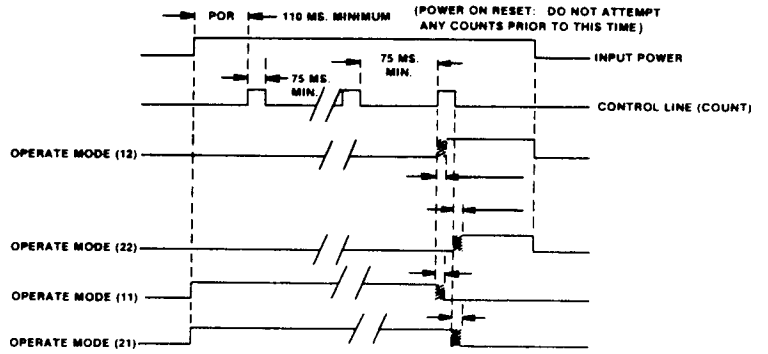 POR
110 MS. MINIMUM
(POWER ON RESET: DO NOT ATTEMPT
ANY COUNTS PRIOR TO THIS TIME)
INPUT POWER
75 MS.
MIN.
75 MS.
MIN.
CONTROL LINE (COUNT)
OPERATE MODE (12)
OPERATE MODE (22)
OPERATE MODE (11)
OPERATE MODE (21)